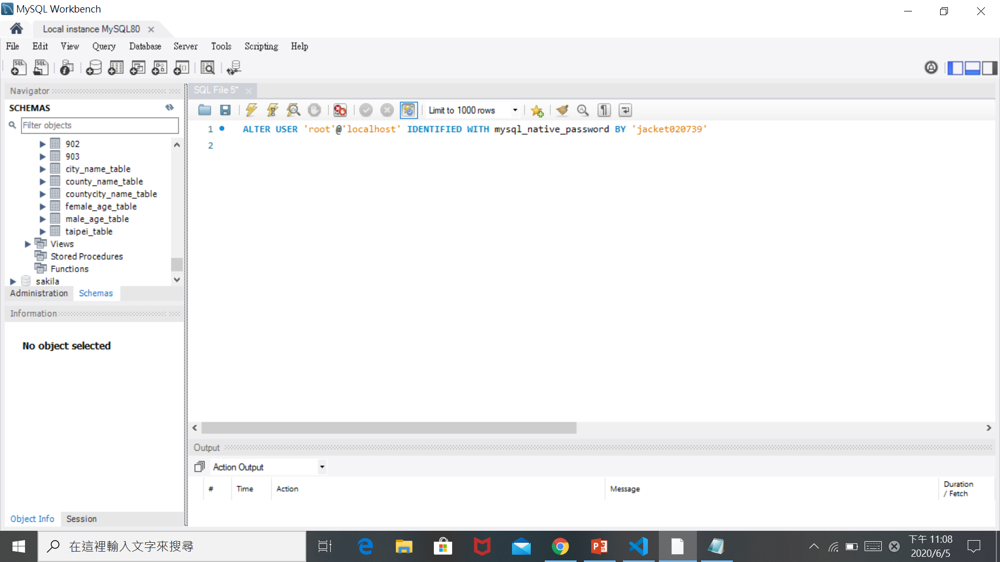 MySQL Workbench
Local instance MySQL80
File Edit View Query Database Server Tools Scripting Help
Navigator
SQL File 5*
SCHEMAS
Limit to 1000 rows
Filter objects
1 ALTER USER 'root'@'localhost' IDENTIFIED WITH mysql_native_password BY 'jacket020739'
2
902
903
city_name_table
county_name_table
countycity_name_table
female_age_table
male_age_table
taipei_table
Views
Stored Procedures
Functions
sakila
Administration Schemas
Information
No object selected
Output
Action Output
# Time Action Message Duration / Fetch
Object Info Session
在這裡輸入文字來搜尋
下午 11:08
2020/6/5